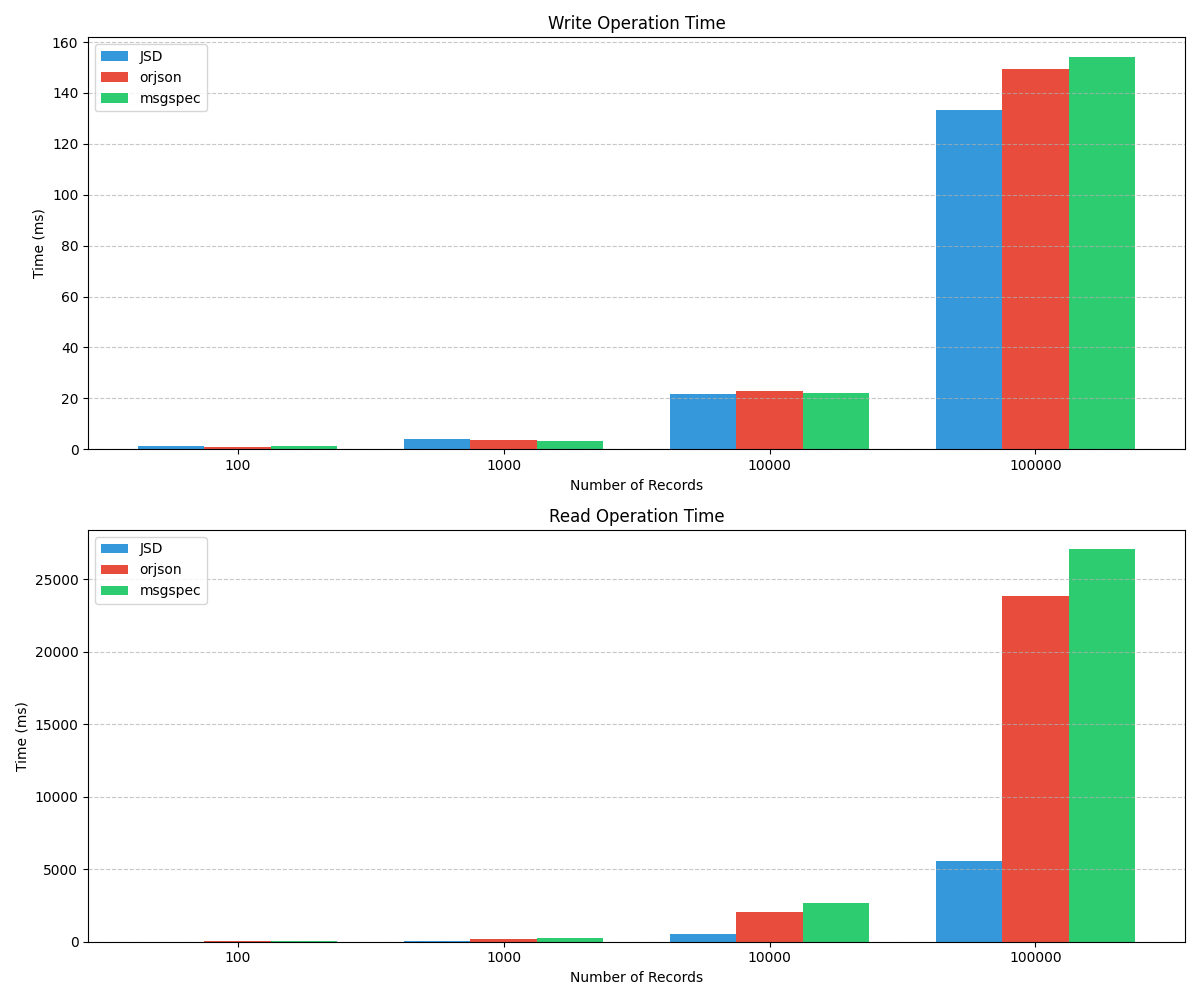 Write Operation Time
160
140
120
100
80
60
40
20
0
Time (ms)
JSD
orjson
msgspec
100 1000 10000 100000
Number of Records
Read Operation Time
25000
20000
15000
10000
5000
0
Time (ms)
JSD
orjson
msgspec
100 1000 10000 100000
Number of Records